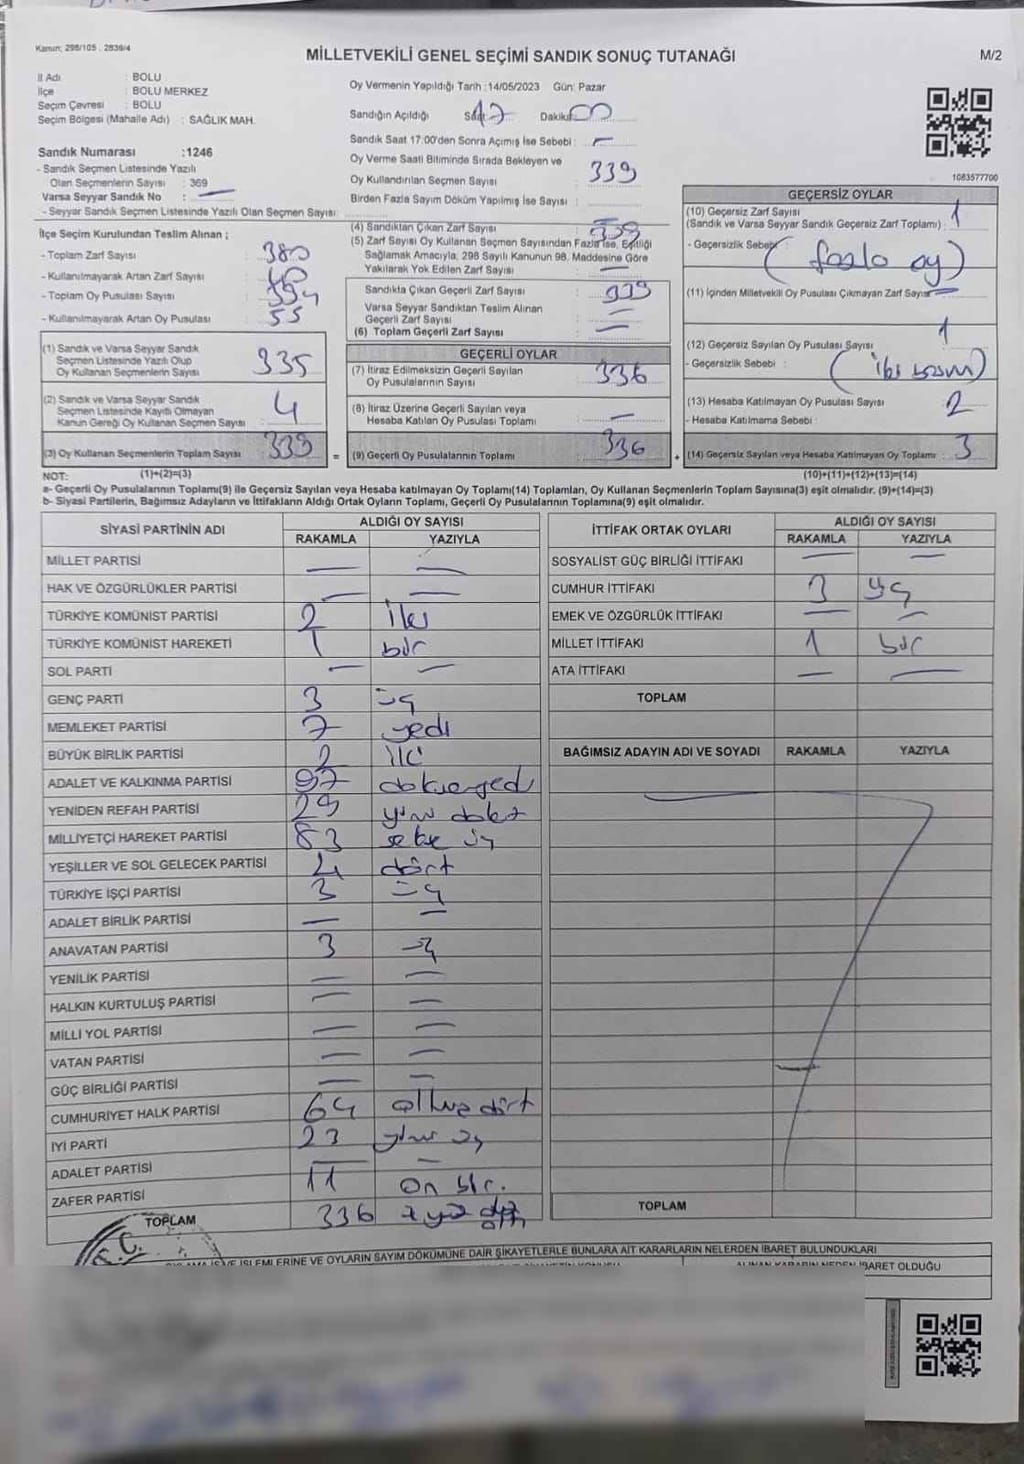 Kanun: 298/105 . 2839/4
MİLLETVEKİLİ GENEL SEÇİMİ SANDIK SONUÇ TUTANAĞI
M/2
İl Adı : BOLU
İlçe : BOLU MERKEZ
Seçim Çevresi : BOLU
Seçim Bölgesi (Mahalle Adı) : SAĞLIK MAH.
Oy Vermenin Yapıldığı Tarih :14/05/2023 Gün: Pazar
Sandığın Açıldığı Saat 17 Dakika 00
Sandık Saat 17:00'den Sonra Açımış İse Sebebi : —
Oy Verme Saati Bitiminde Sırada Bekleyen ve
Oy Kullandırılan Seçmen Sayısı 339
Birden Fazla Sayım Döküm Yapılmış İse Sayısı :
Sandık Numarası :1246
- Sandık Seçmen Listesinde Yazılı
Olan Seçmenlerin Sayısı : 369
Varsa Seyyar Sandık No : —
- Seyyar Sandık Seçmen Listesinde Yazılı Olan Seçmen Sayısı :
1083577700
İlçe Seçim Kurulundan Teslim Alınan ;
- Toplam Zarf Sayısı 380
- Kullanılmayarak Artan Zarf Sayısı : 40
- Toplam Oy Pusulası Sayısı : 394
- Kullanılmayarak Artan Oy Pusulası : 55
(1) Sandık ve Varsa Seyyar Sandık
Seçmen Listesinde Yazılı Olup
Oy Kullanan Seçmenlerin Sayısı 335
(2) Sandık ve Varsa Seyyar Sandık
Seçmen Listesinde Kayıtlı Olmayan
Kanun Gereği Oy Kullanan Seçmen Sayısı : 4
(3) Oy Kullanan Seçmenlerin Toplam Sayısı 339
(1)+(2)=(3)
(4) Sandıktan Çıkan Zarf Sayısı 339
(5) Zarf Sayısı Oy Kullanan Seçmen Sayısından Fazla İse, Eşitliği
Sağlamak Amacıyla, 298 Sayılı Kanunun 98. Maddesine Göre
Yakılarak Yok Edilen Zarf Sayısı : —
Sandıkta Çıkan Geçerli Zarf Sayısı : 339
Varsa Seyyar Sandıktan Teslim Alınan
Geçerli Zarf Sayısı —
(6) Toplam Geçerli Zarf Sayısı —
GEÇERLİ OYLAR
(7) İtiraz Edilmeksizin Geçerli Sayılan
Oy Pusulalarının Sayısı 336
(8) İtiraz Üzerine Geçerli Sayılan veya
Hesaba Katılan Oy Pusulası Toplamı —
= (9) Geçerli Oy Pusulalarının Toplamı 336
GEÇERSİZ OYLAR
(10) Geçersiz Zarf Sayısı
(Sandık ve Varsa Seyyar Sandık Geçersiz Zarf Toplamı) : 1
- Geçersizlik Sebebi : ( fazla oy )
(11) İçinden Milletvekili Oy Pusulası Çıkmayan Zarf Sayısı —
(12) Geçersiz Sayılan Oy Pusulası Sayısı 1
- Geçersizlik Sebebi :
(13) Hesaba Katılmayan Oy Pusulası Sayısı 2
- Hesaba Katılmama Sebebi :
+ (14) Geçersiz Sayılan veya Hesaba Katılmayan Oy Toplamı : 3
(10)+(11)+(12)+(13)=(14)
NOT:
a- Geçerli Oy Pusulalarının Toplamı(9) ile Geçersiz Sayılan veya Hesaba katılmayan Oy Toplamı(14) Toplamları, Oy Kullanan Seçmenlerin Toplam Sayısına(3) eşit olmalıdır. (9)+(14)=(3)
b- Siyasi Partilerin, Bağımsız Adayların ve İttifakların Aldığı Ortak Oyların Toplamı, Geçerli Oy Pusulalarının Toplamına(9) eşit olmalıdır.
SİYASİ PARTİNİN ADI ALDIĞI OY SAYISI
RAKAMLA YAZIYLA
MİLLET PARTİSİ — —
HAK VE ÖZGÜRLÜKLER PARTİSİ — —
TÜRKİYE KOMÜNİST PARTİSİ 2 iki
TÜRKİYE KOMÜNİST HAREKETİ 1 bir
SOL PARTİ — —
GENÇ PARTİ 3 üç
MEMLEKET PARTİSİ 7 yedi
BÜYÜK BİRLİK PARTİSİ 2 iki
ADALET VE KALKINMA PARTİSİ 97
YENİDEN REFAH PARTİSİ 29
MİLLİYETÇİ HAREKET PARTİSİ 83
YEŞİLLER VE SOL GELECEK PARTİSİ 4 dört
TÜRKİYE İŞÇİ PARTİSİ 3 üç
ADALET BİRLİK PARTİSİ — —
ANAVATAN PARTİSİ 3 üç
YENİLİK PARTİSİ — —
HALKIN KURTULUŞ PARTİSİ — —
MİLLİ YOL PARTİSİ — —
VATAN PARTİSİ — —
GÜÇ BİRLİĞİ PARTİSİ — —
CUMHURİYET HALK PARTİSİ 64 altmış dört
İYİ PARTİ 23
ADALET PARTİSİ — —
ZAFER PARTİSİ 11 on bir.
TOPLAM 336
İTTİFAK ORTAK OYLARI ALDIĞI OY SAYISI
RAKAMLA YAZIYLA
SOSYALİST GÜÇ BİRLİĞİ İTTİFAKI — —
CUMHUR İTTİFAKI 3 üç
EMEK VE ÖZGÜRLÜK İTTİFAKI — —
MİLLET İTTİFAKI 1 bir
ATA İTTİFAKI — —
TOPLAM
BAĞIMSIZ ADAYIN ADI VE SOYADI RAKAMLA YAZIYLA
TOPLAM
İŞLEMLERİNE VE OYLARIN SAYIM DÖKÜMÜNE DAİR ŞİKAYETLERLE BUNLARA AİT KARARLARIN NELERDEN İBARET BULUNDUKLARI
ALINAN KARARIN NEDEN İBARET OLDUĞU